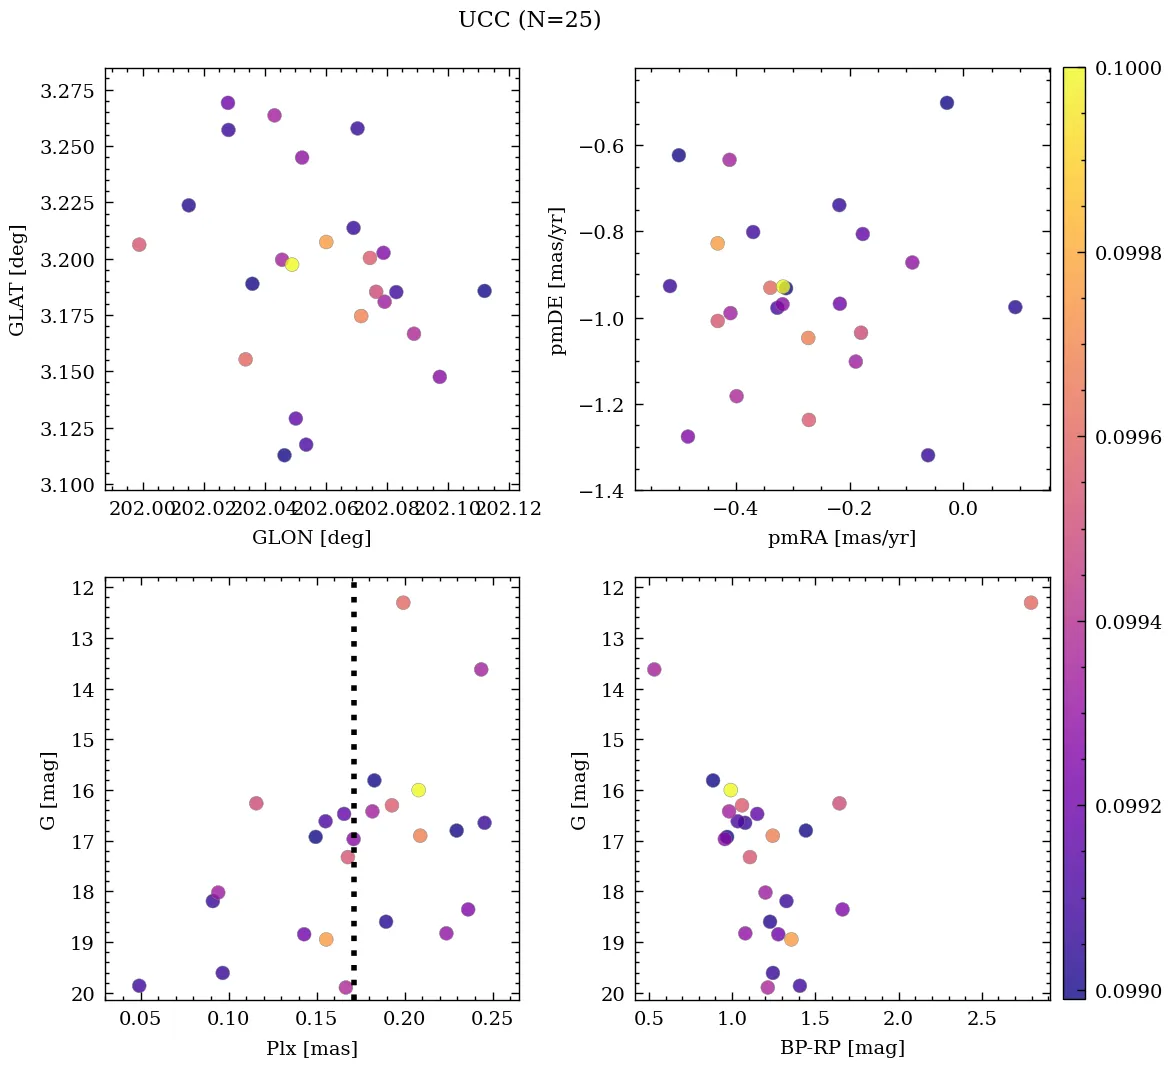 UCC (N=25)
3.275
3.250
3.225
3.200
3.175
3.150
3.125
3.100
GLAT [deg]
202.00 202.02 202.04 202.06 202.08 202.10 202.12
GLON [deg]
−0.6
−0.8
−1.0
−1.2
−1.4
pmDE [mas/yr]
−0.4 −0.2 0.0
pmRA [mas/yr]
12
13
14
15
16
17
18
19
20
G [mag]
0.05 0.10 0.15 0.20 0.25
Plx [mas]
12
13
14
15
16
17
18
19
20
G [mag]
0.5 1.0 1.5 2.0 2.5
BP-RP [mag]
0.1000
0.0998
0.0996
0.0994
0.0992
0.0990